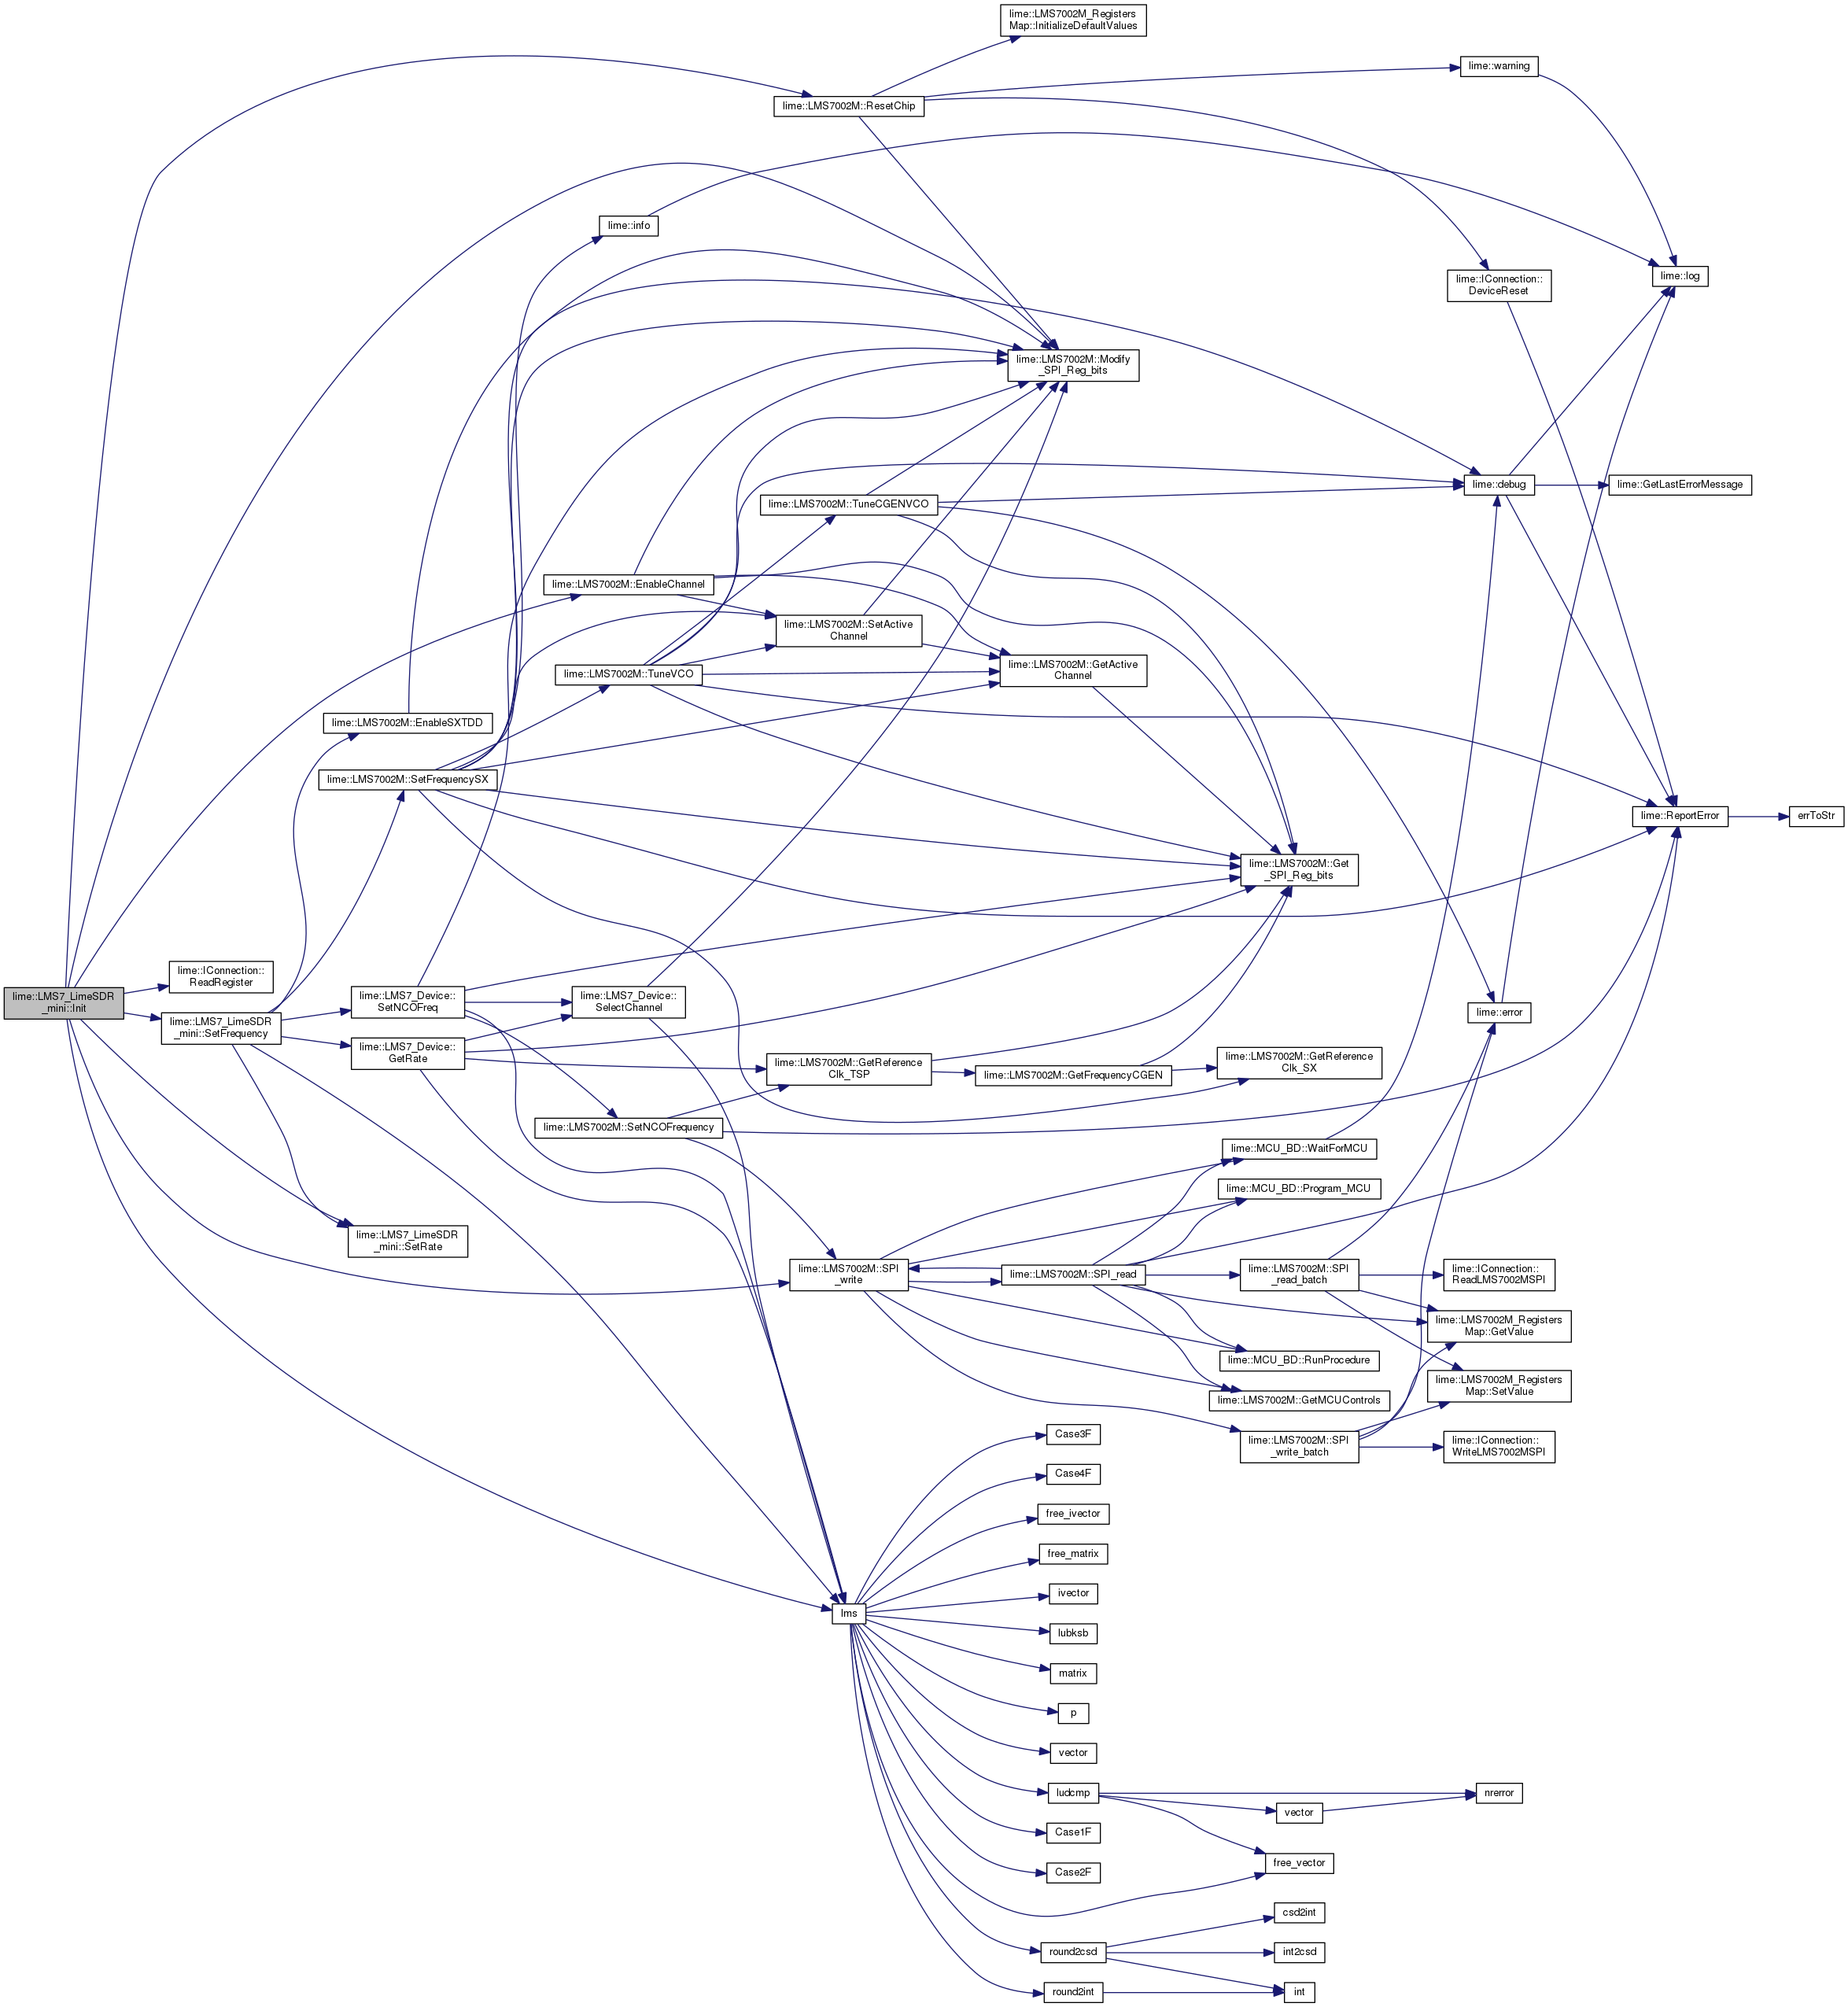 lime::LMS7002M_Registers
Map::InitializeDefaultValues
lime::warning
lime::LMS7002M::ResetChip
lime::info
lime::log
lime::IConnection::
DeviceReset
lime::LMS7002M::Modify
_SPI_Reg_bits
lime::debug
lime::GetLastErrorMessage
lime::LMS7002M::TuneCGENVCO
lime::LMS7002M::EnableChannel
lime::LMS7002M::SetActive
Channel
lime::LMS7002M::GetActive
Channel
lime::LMS7002M::TuneVCO
lime::LMS7002M::EnableSXTDD
lime::LMS7002M::SetFrequencySX
lime::ReportError
errToStr
lime::LMS7002M::Get
_SPI_Reg_bits
lime::IConnection::
ReadRegister
lime::LMS7_LimeSDR
_mini::Init
lime::LMS7_Device::
SetNCOFreq
lime::LMS7_Device::
SelectChannel
lime::error
lime::LMS7_LimeSDR
_mini::SetFrequency
lime::LMS7_Device::
GetRate
lime::LMS7002M::GetReference
Clk_TSP
lime::LMS7002M::GetFrequencyCGEN
lime::LMS7002M::GetReference
Clk_SX
lime::LMS7002M::SetNCOFrequency
lime::MCU_BD::WaitForMCU
lime::MCU_BD::Program_MCU
lime::LMS7_LimeSDR
_mini::SetRate
lime::LMS7002M::SPI
_write
lime::LMS7002M::SPI_read
lime::LMS7002M::SPI
_read_batch
lime::IConnection::
ReadLMS7002MSPI
lime::LMS7002M_Registers
Map::GetValue
lime::MCU_BD::RunProcedure
lime::LMS7002M_Registers
Map::SetValue
lime::LMS7002M::GetMCUControls
lime::LMS7002M::SPI
_write_batch
lime::IConnection::
WriteLMS7002MSPI
Case3F
Case4F
free_ivector
free_matrix
ivector
lms
lubksb
matrix
p
vector
ludcmp
nrerror
vector
Case1F
free_vector
Case2F
csd2int
round2csd
int2csd
round2int
int